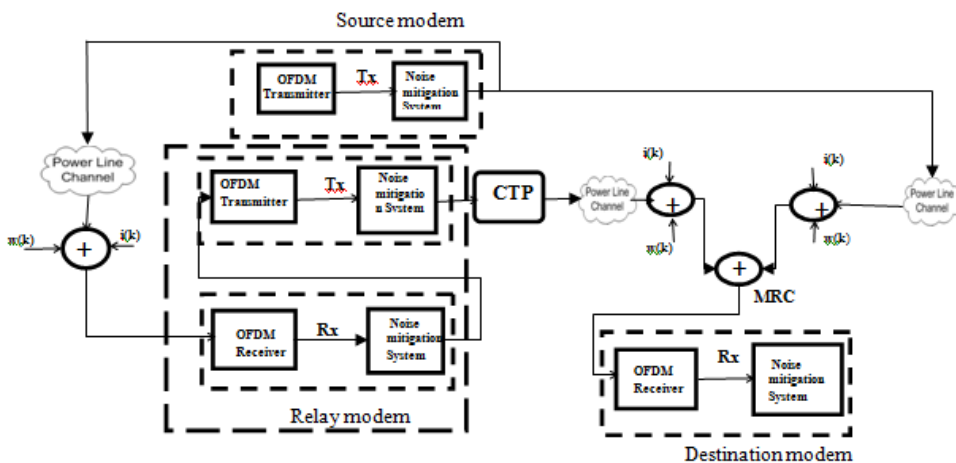 Source modem
OFDM
Transmitter
Tx
Noise
mitigation
System
Power Line
Channel
w(k)
+
i(k)
OFDM
Transmitter
Tx
Noise
mitigatio
n System
CTP
Power Line
Channel
i(k)
+
w(k)
i(k)
+
w(k)
Power Line
Channel
+
MRC
OFDM
Receiver
Rx
Noise
mitigation
System
Relay modem
OFDM
Receiver
Rx
Noise
mitigation
System
Destination modem